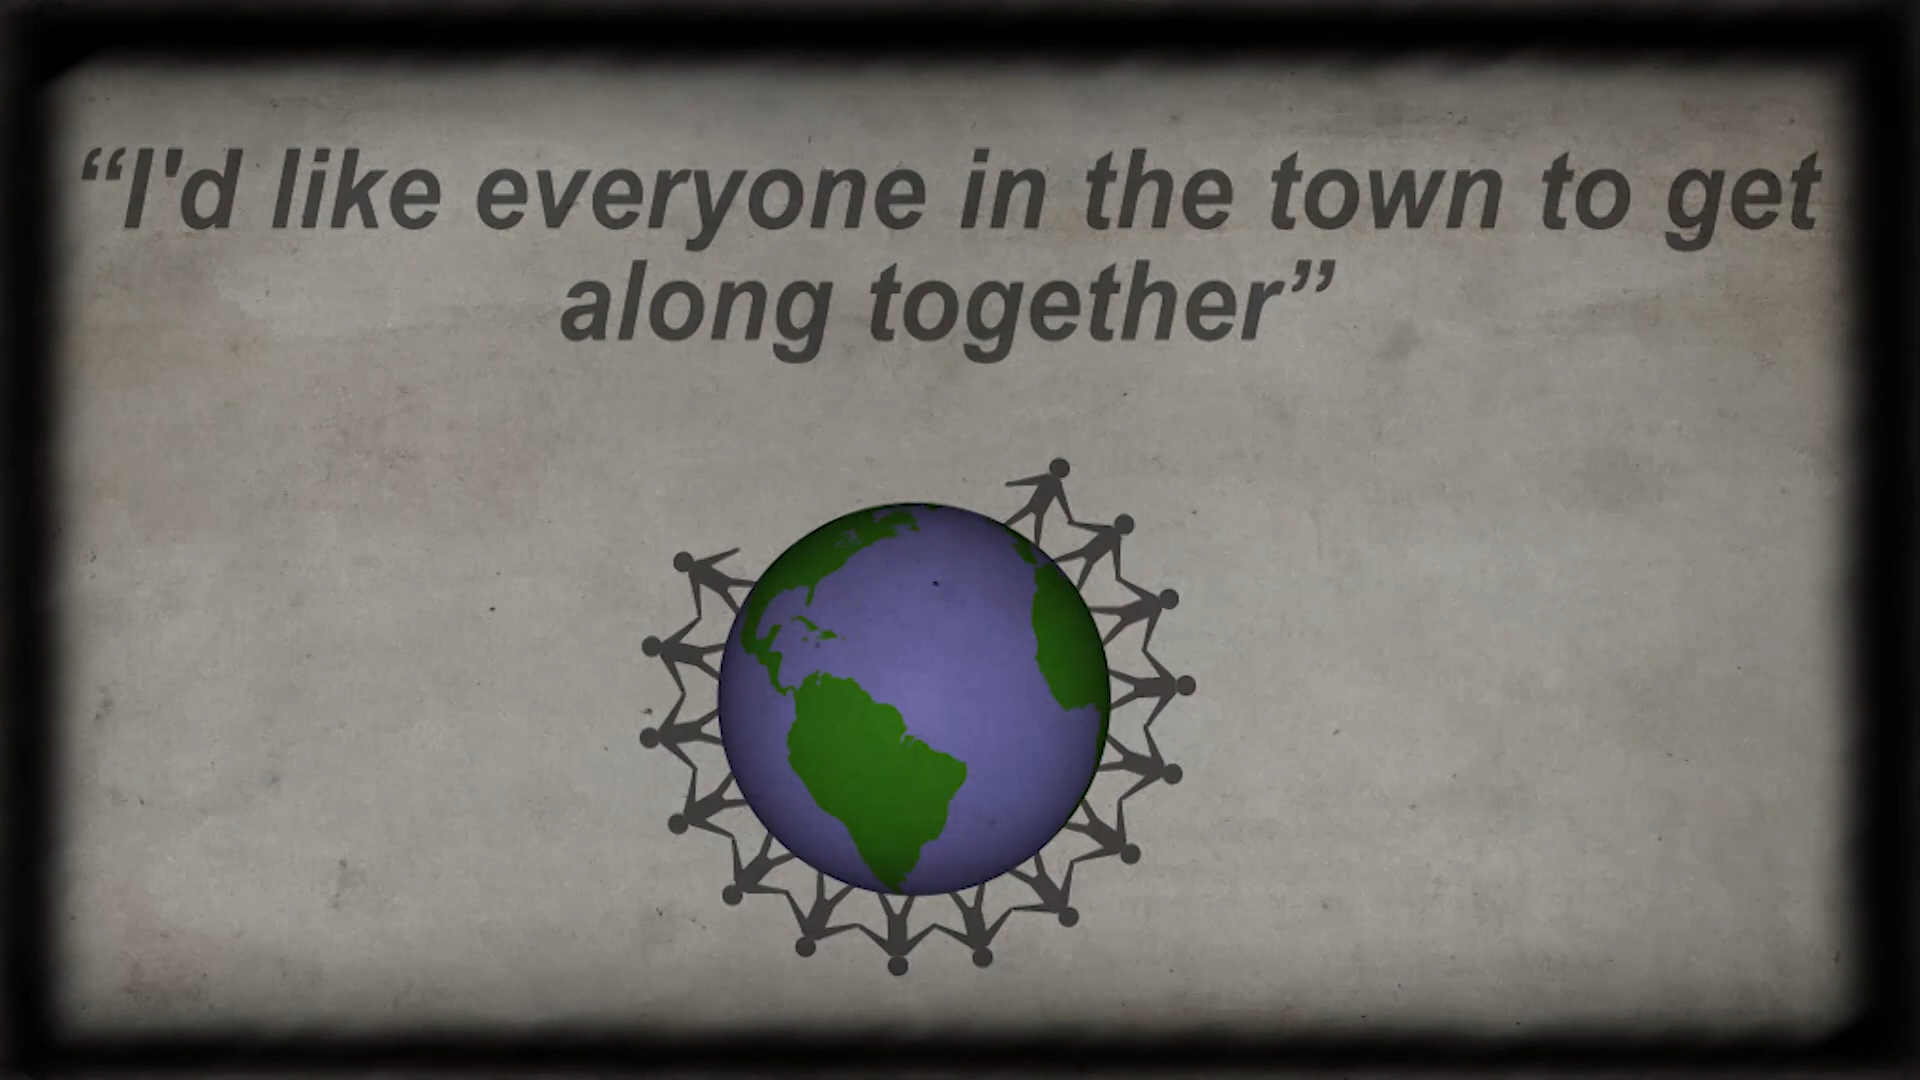 “I'd like everyone in the town to get
along together”